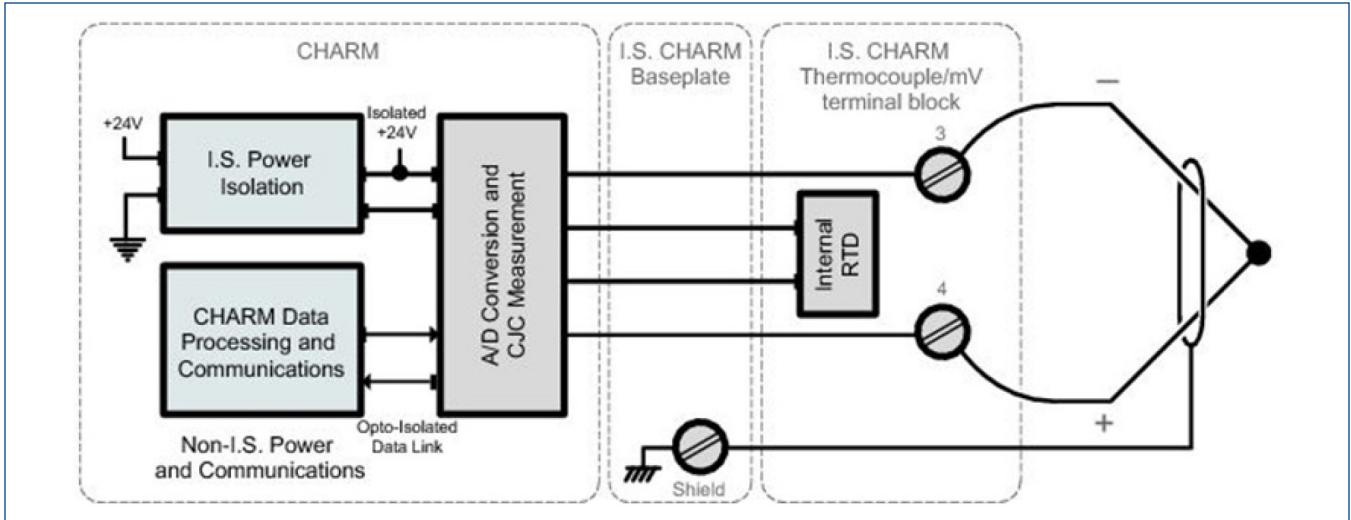 CHARM
I.S. CHARM
Baseplate
I.S. CHARM
Thermocouple/mV
terminal block
+24V
I.S. Power
Isolation
Isolated
+24V
A/D Conversion and
CJC Measurement
3
Internal
RTD
4
CHARM Data
Processing and
Communications
Opto-Isolated
Data Link
Non-I.S. Power
and Communications
Shield
−
+